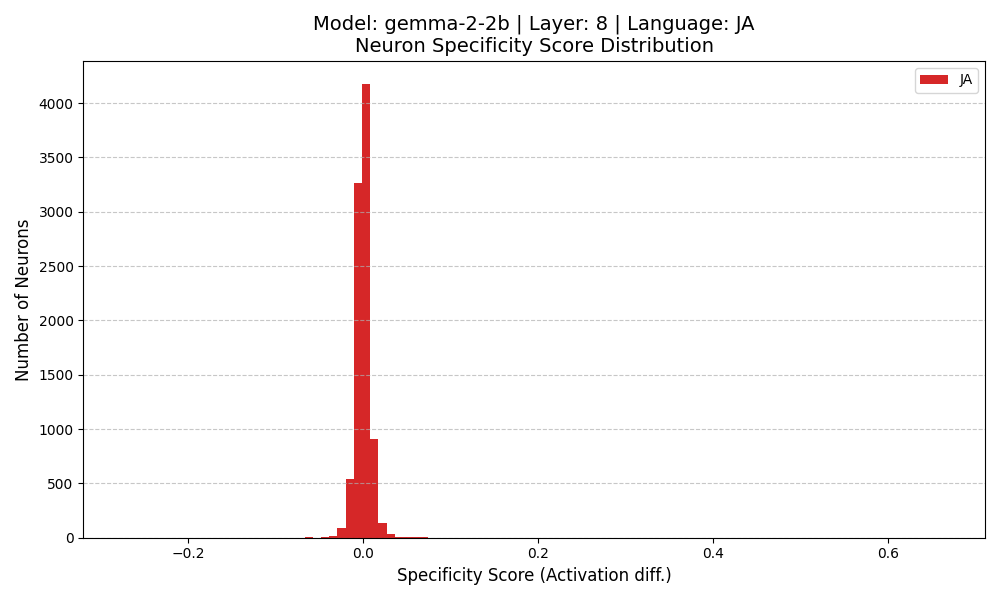 Model: gemma-2-2b | Layer: 8 | Language: JA
Neuron Specificity Score Distribution
JA
4000
3500
3000
2500
2000
1500
1000
500
0
Number of Neurons
−0.2
0.0
0.2
0.4
0.6
Specificity Score (Activation diff.)